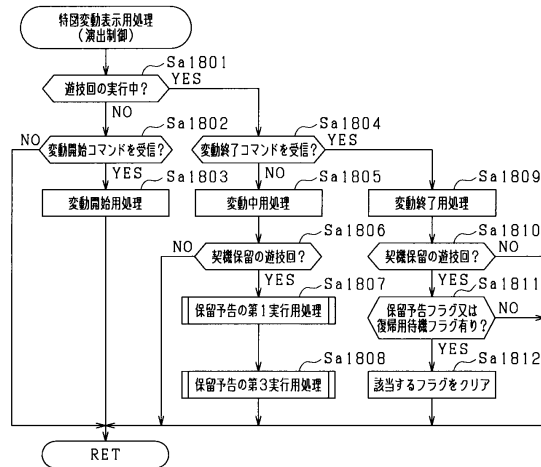 特図変動表示用処理
(演出制御)
Sa1801
遊技回の実行中?
YES
NO
Sa1802
NO
変動開始コマンドを受信?
YES
Sa1803
変動開始用処理
Sa1804
変動終了コマンドを受信?
YES
NO
Sa1805
変動中用処理
Sa1806
NO
契機保留の遊技回?
YES
Sa1807
保留予告の第1実行用処理
Sa1808
保留予告の第3実行用処理
Sa1809
変動終了用処理
Sa1810
契機保留の遊技回?
NO
YES
Sa1811
保留予告フラグ又は
復帰用待機フラグ有り?
NO
YES
Sa1812
該当するフラグをクリア
RET